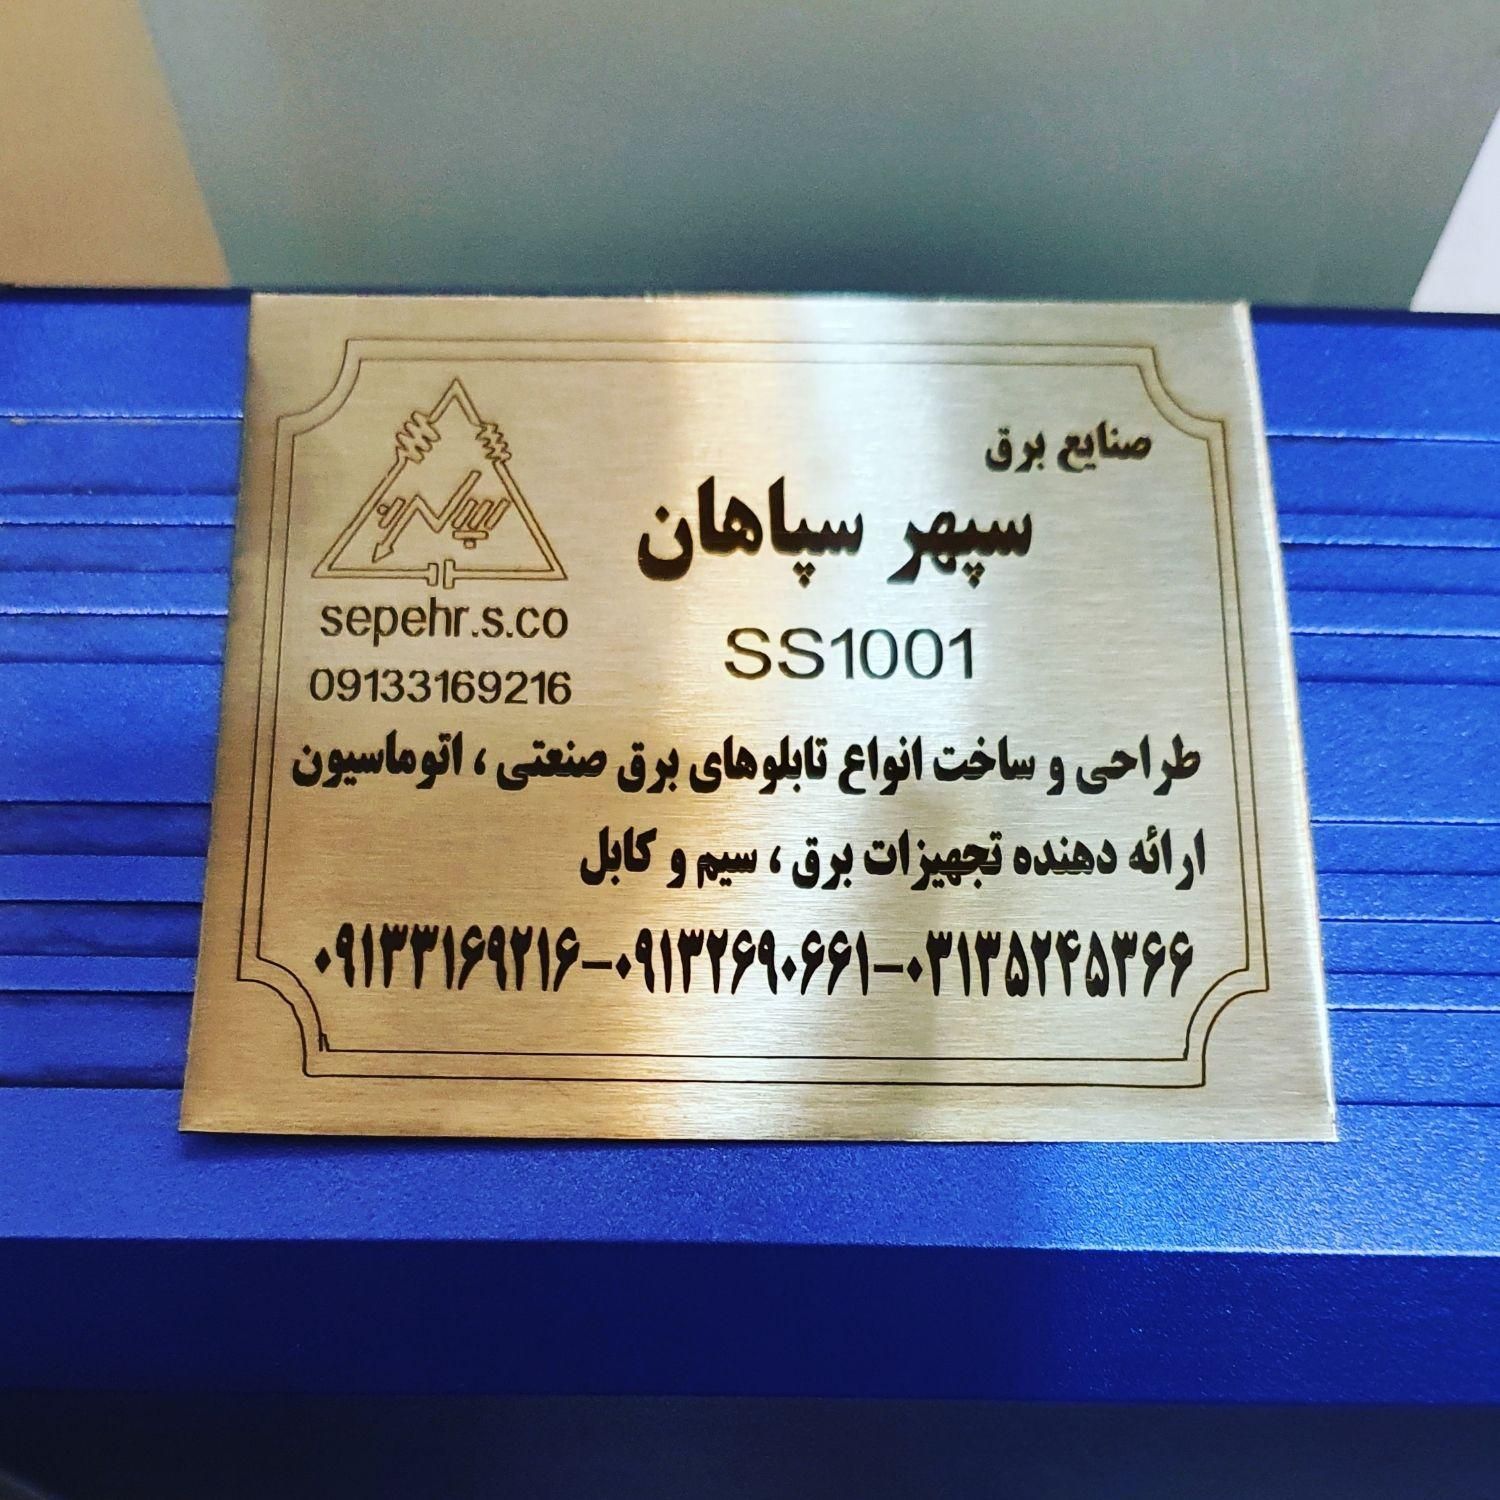 صنایع برق
سپهر سپاهان
SS1001
سپهر
sepehr.s.co
09133169216
طراحی و ساخت انواع تابلوهای برق صنعتی ، اتوماسیون
ارائه دهنده تجهیزات برق ، سیم و کابل
۰۹۱۳۳۱۶۹۲۱۶-۰۹۱۳۲۶۹۰۶۶۱-۰۳۱۳۵۲۴۵۳۶۶